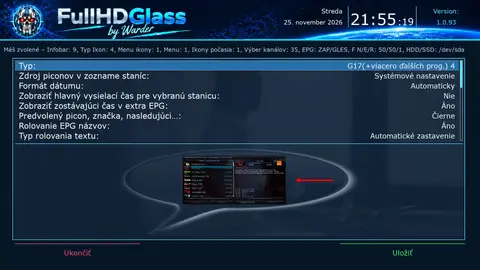 FullHDGlass
by Warder
Streda
25. november 2026
21:55:19
Version:
1.0.93
Máš zvolené – Infobar: 9, Typ Ikon: 4, Menu ikony: 1, Menu: 1, Ikony počasia: 1, Výber kanálov: 35, EPG: ZAP/GLES, F N/E/R: 50/50/1, HDD/SSD: /dev/sda
Typ: G17(+viacero ďalších prog.) 4
Zdroj piconov v zozname staníc: Systémové nastavenie
Formát dátumu: Automaticky
Zobraziť hlavný vysielací čas pre vybranú stanicu: Nie
Zobraziť zostávajúci čas v extra EPG: Áno
Predvolený picon, značka, nasledujúci...: Čierne
Rolovanie EPG názvov: Áno
Typ rolovania textu: Automatické zastavenie
Ukončiť
Uložiť